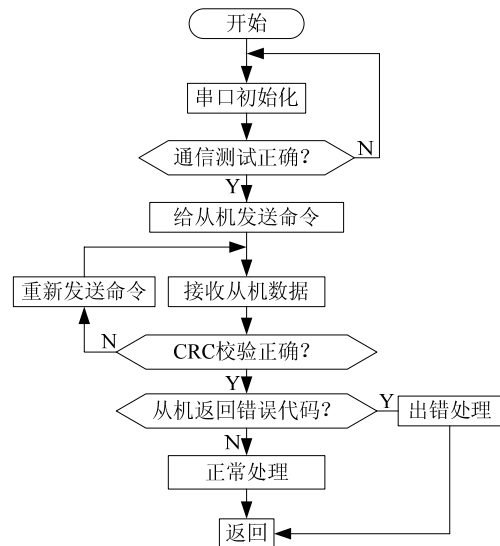 开始
串口初始化
通信测试正确？
N
Y
给从机发送命令
重新发送命令
接收从机数据
N
CRC校验正确？
Y
从机返回错误代码？
Y
出错处理
N
正常处理
返回